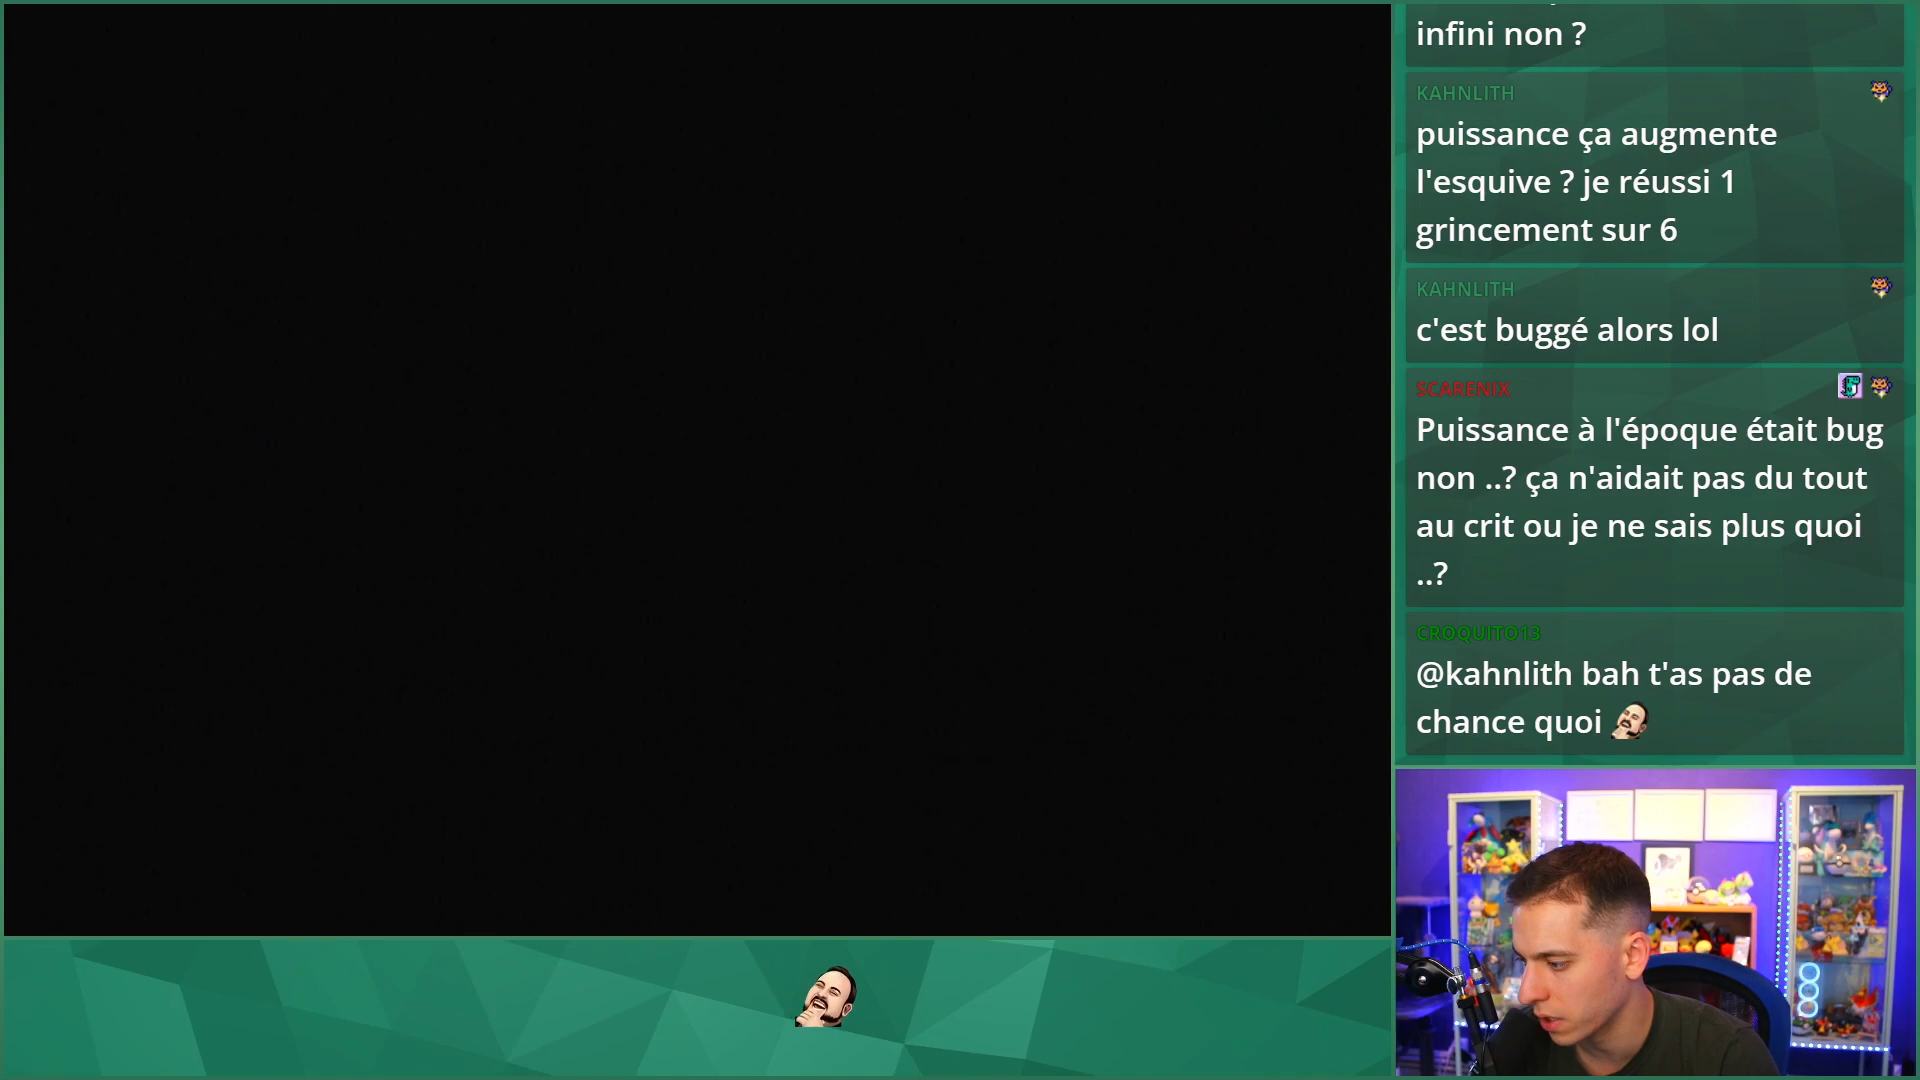 infini non ?
KAHNLITH
puissance ça augmente
l'esquive ? je réussi 1
grincement sur 6
KAHNLITH
c'est buggé alors lol
SCARENIX
Puissance à l'époque était bug
non ..? ça n'aidait pas du tout
au crit ou je ne sais plus quoi
..?
CROQUITO13
@kahnlith bah t'as pas de
chance quoi